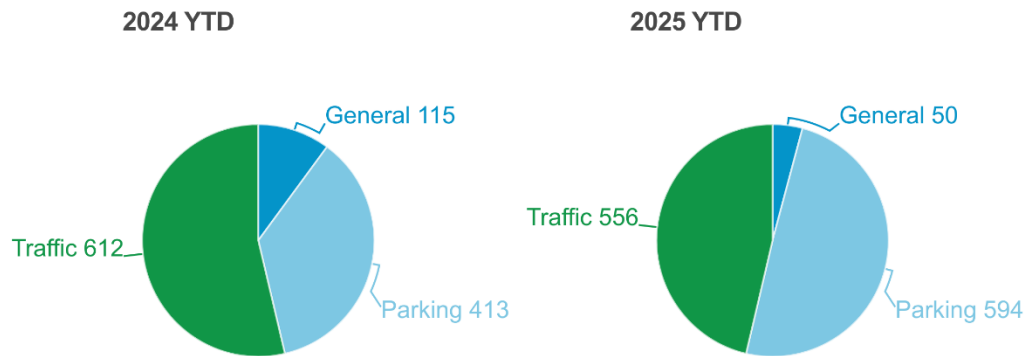 2024 YTD
General 115
Traffic 612
Parking 413
2025 YTD
General 50
Traffic 556
Parking 594